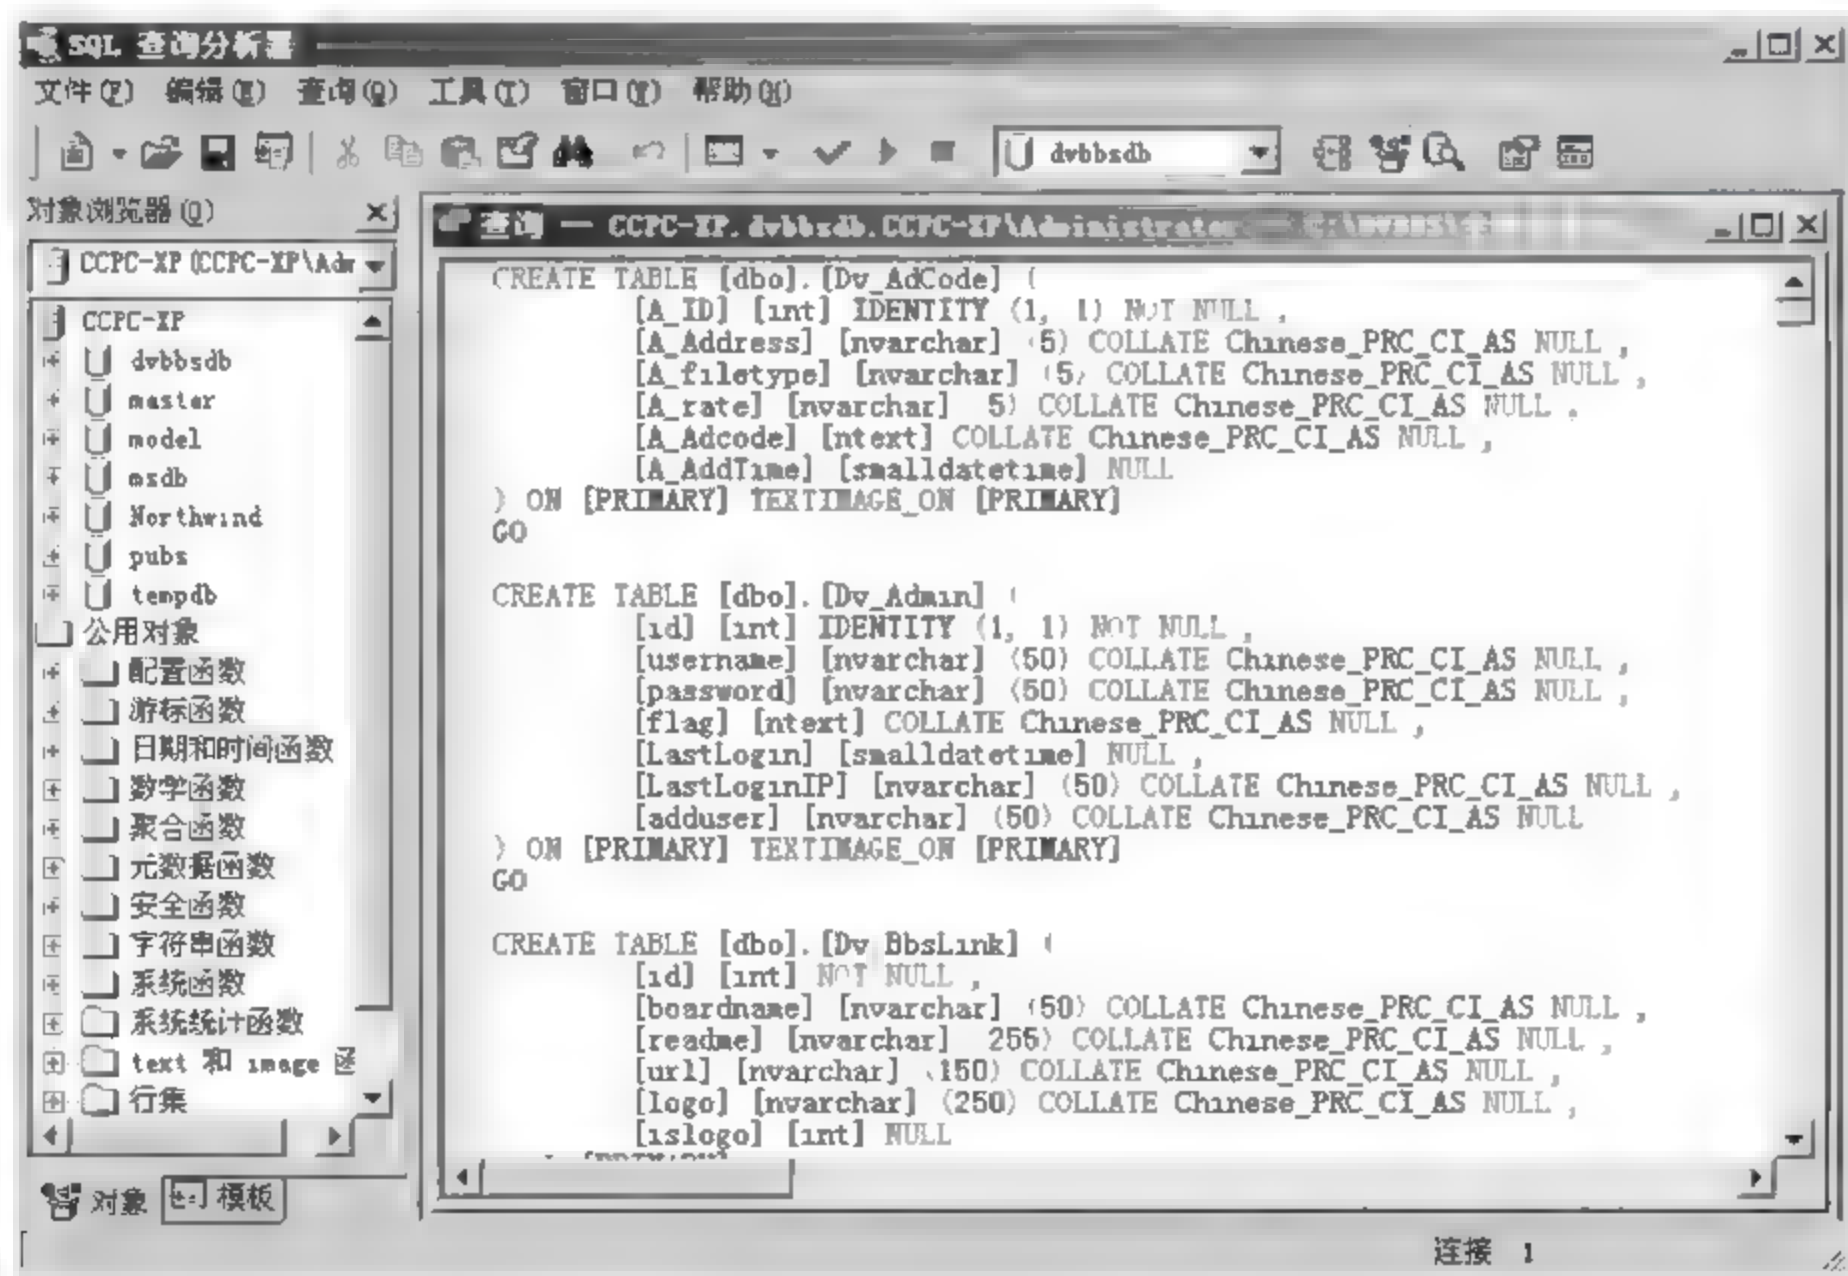 SQL 查询分析器
文件(F) 编辑(E) 查询(Q) 工具(T) 窗口(W) 帮助(H)
dvbbsdb
对象浏览器(O)
CCPC-XP (CCPC-XP\Adm
CCPC-XP
dvbbsdb
master
model
msdb
Northwind
pubs
tempdb
公用对象
配置函数
游标函数
日期和时间函数
数学函数
聚合函数
元数据函数
安全函数
字符串函数
系统函数
系统统计函数
text 和 image 函
行集
对象 模板
查询 — CCPC-XP.dvbbsdb.CCPC-XP\Administrator
CREATE TABLE [dbo].[Dv_AdCode] (
[A_ID] [int] IDENTITY (1, 1) NOT NULL ,
[A_Address] [nvarchar] (5) COLLATE Chinese_PRC_CI_AS NULL ,
[A_filetype] [nvarchar] (5) COLLATE Chinese_PRC_CI_AS NULL ,
[A_rate] [nvarchar] (5) COLLATE Chinese_PRC_CI_AS NULL ,
[A_Adcode] [ntext] COLLATE Chinese_PRC_CI_AS NULL ,
[A_AddTime] [smalldatetime] NULL
) ON [PRIMARY] TEXTIMAGE_ON [PRIMARY]
GO
CREATE TABLE [dbo].[Dv_Admin] (
[id] [int] IDENTITY (1, 1) NOT NULL ,
[username] [nvarchar] (50) COLLATE Chinese_PRC_CI_AS NULL ,
[password] [nvarchar] (50) COLLATE Chinese_PRC_CI_AS NULL ,
[flag] [ntext] COLLATE Chinese_PRC_CI_AS NULL ,
[LastLogin] [smalldatetime] NULL ,
[LastLoginIP] [nvarchar] (50) COLLATE Chinese_PRC_CI_AS NULL ,
[adduser] [nvarchar] (50) COLLATE Chinese_PRC_CI_AS NULL
) ON [PRIMARY] TEXTIMAGE_ON [PRIMARY]
GO
CREATE TABLE [dbo].[Dv_BbsLink] (
[id] [int] NOT NULL ,
[boardname] [nvarchar] (50) COLLATE Chinese_PRC_CI_AS NULL ,
[readme] [nvarchar] (255) COLLATE Chinese_PRC_CI_AS NULL ,
[url] [nvarchar] (150) COLLATE Chinese_PRC_CI_AS NULL ,
[logo] [nvarchar] (250) COLLATE Chinese_PRC_CI_AS NULL ,
[islogo] [int] NULL
连接 1